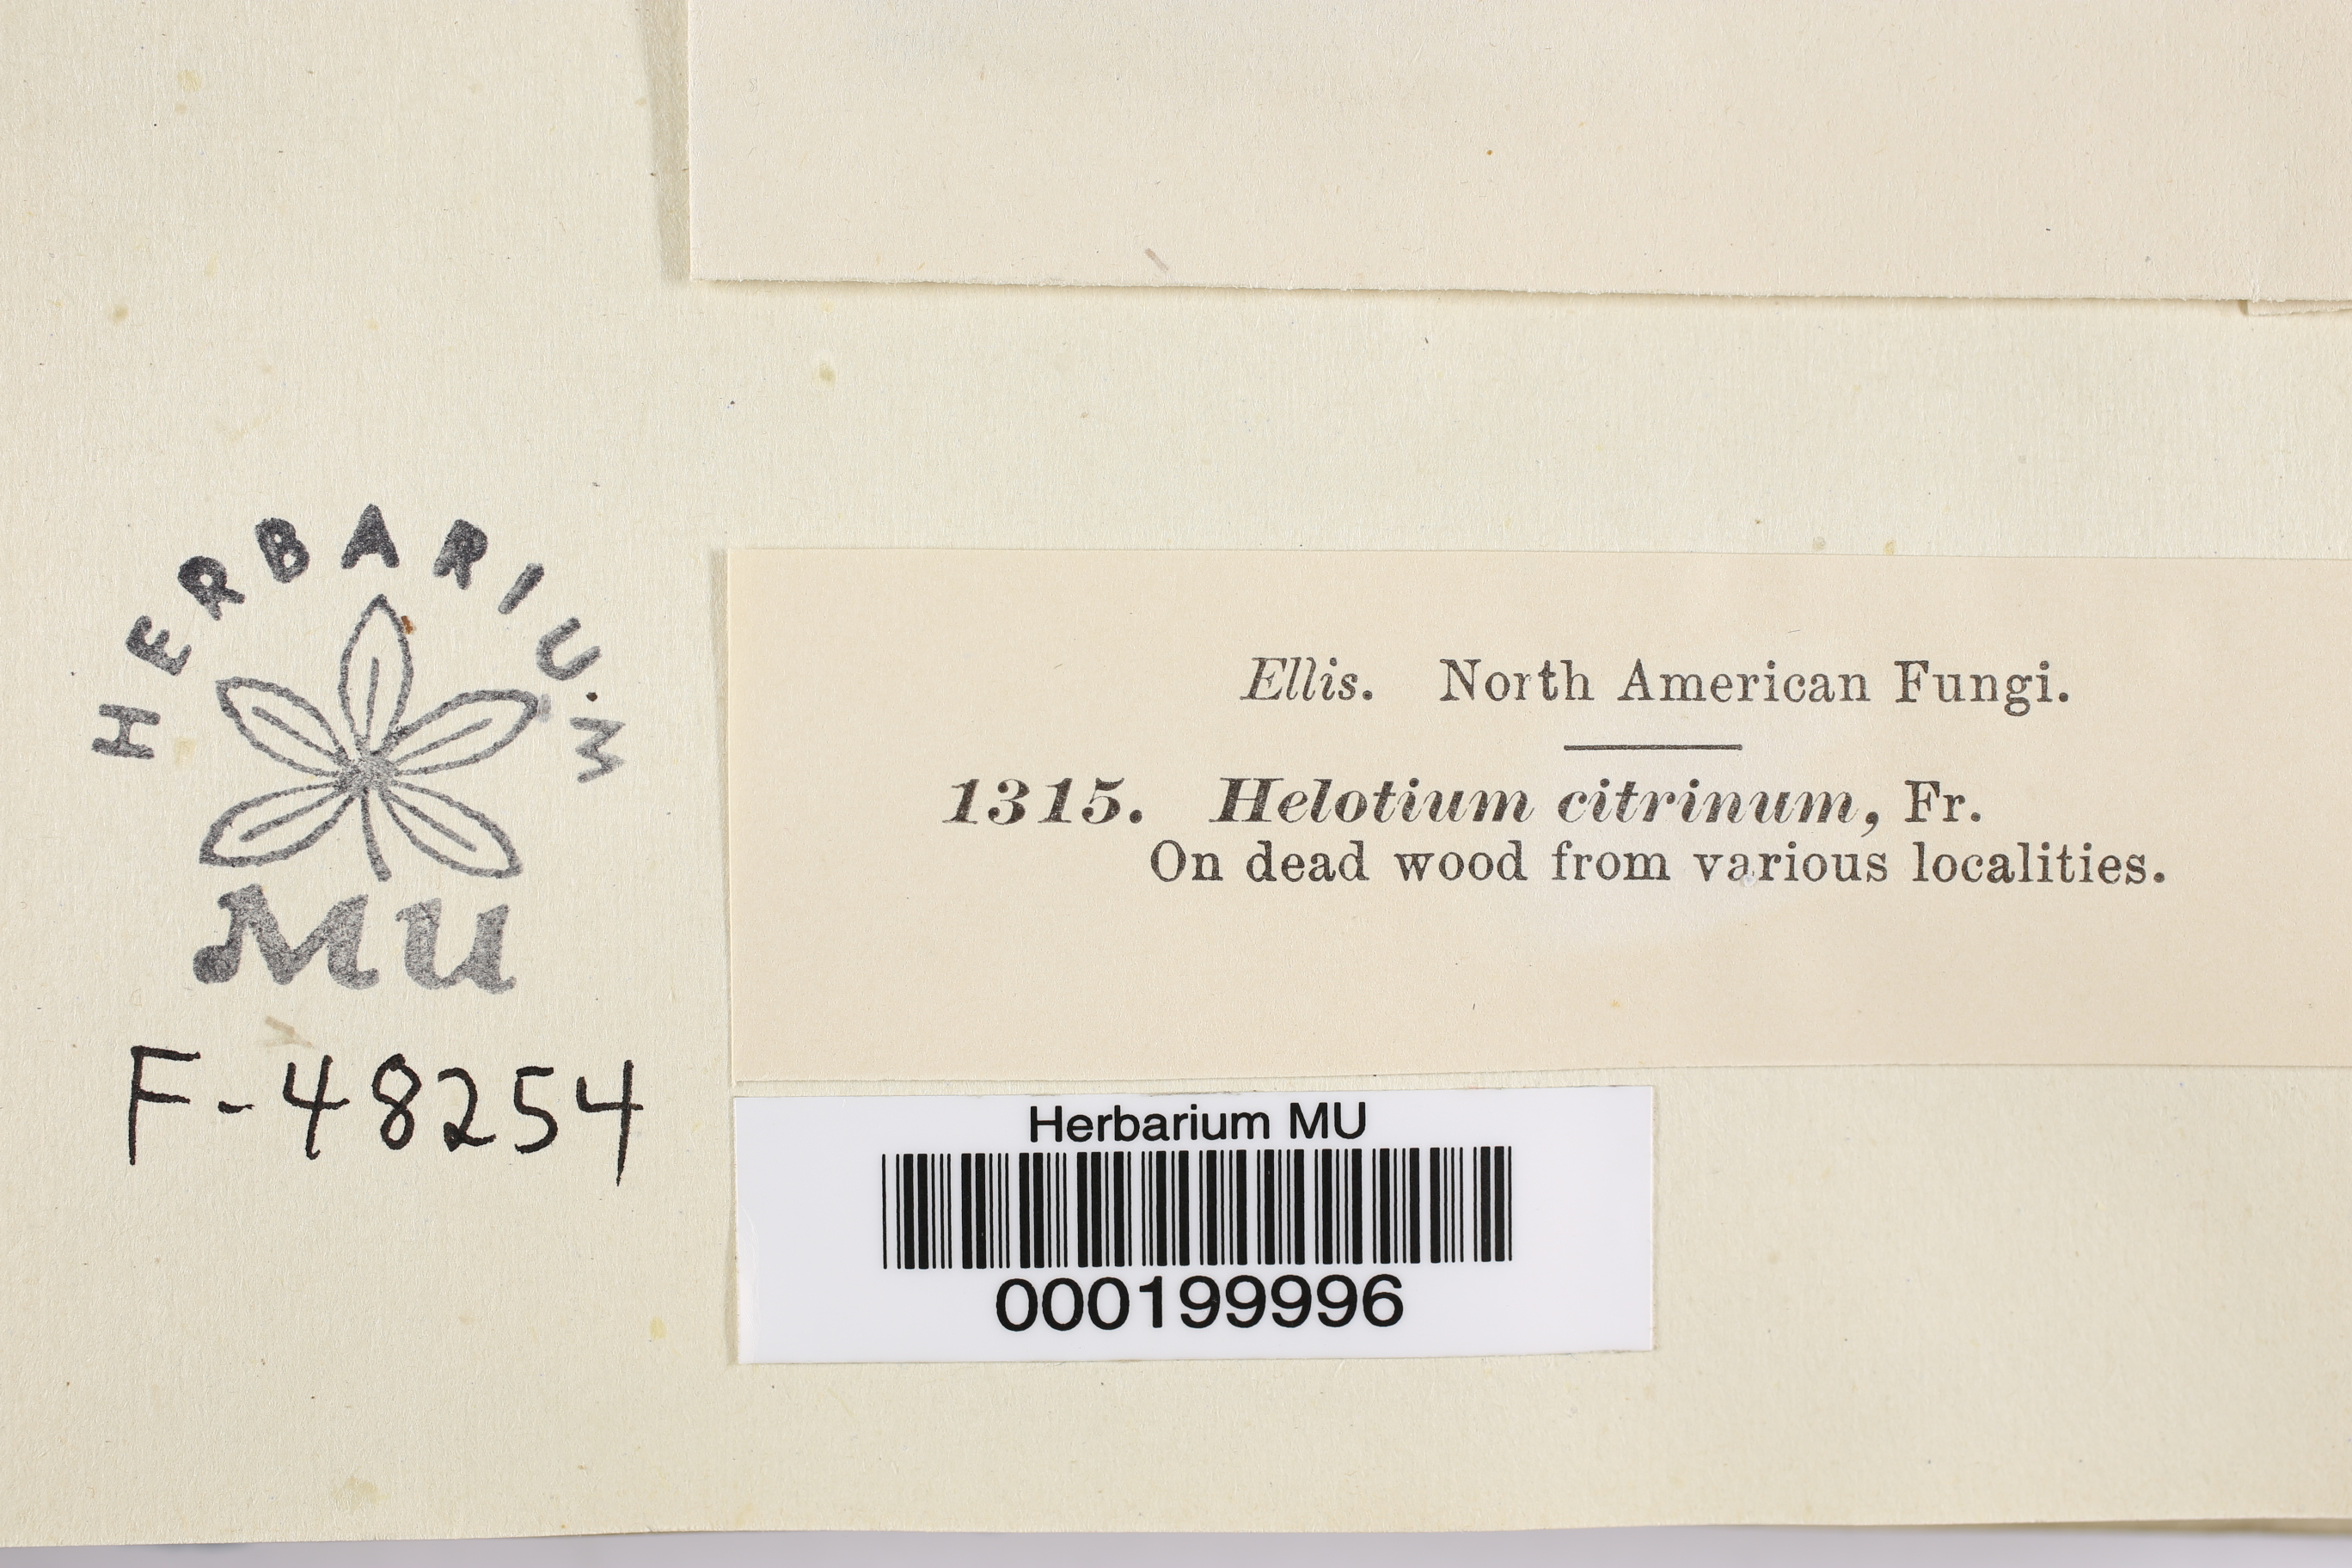 HERBARIUM
MU
F-48254
Ellis. North American Fungi.
1315. Helotium citrinum, Fr.
On dead wood from various localities.
Herbarium MU
000199996